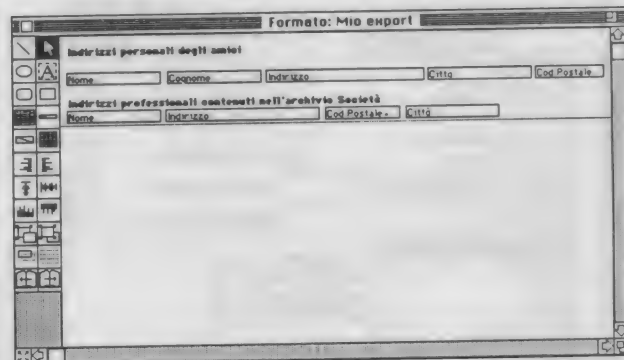 Formato: Mio export
Indirizzi personali degli amici
Nome Cognome Indirizzo Città Cod Postale
Indirizzi professionali contenuti nell'archivio Società
Nome Indirizzo Cod Postale Città
A